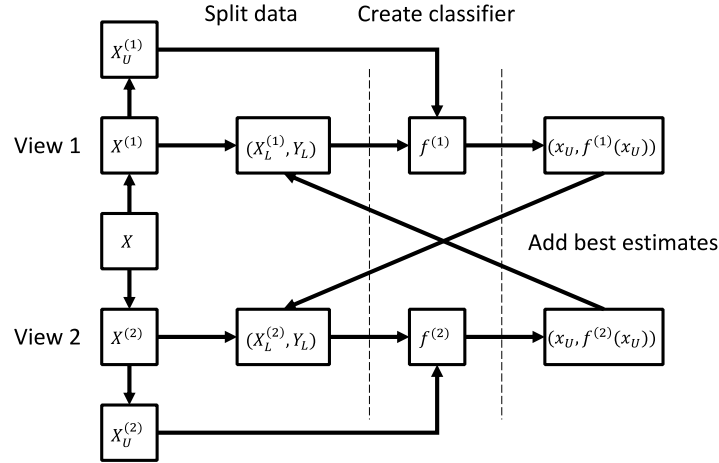 Split data
Create classifier
X_U^(1)
View 1
X^(1)
(X_L^(1), Y_L)
f^(1)
(x_U, f^(1)(x_U))
X
Add best estimates
View 2
X^(2)
(X_L^(2), Y_L)
f^(2)
(x_U, f^(2)(x_U))
X_U^(2)